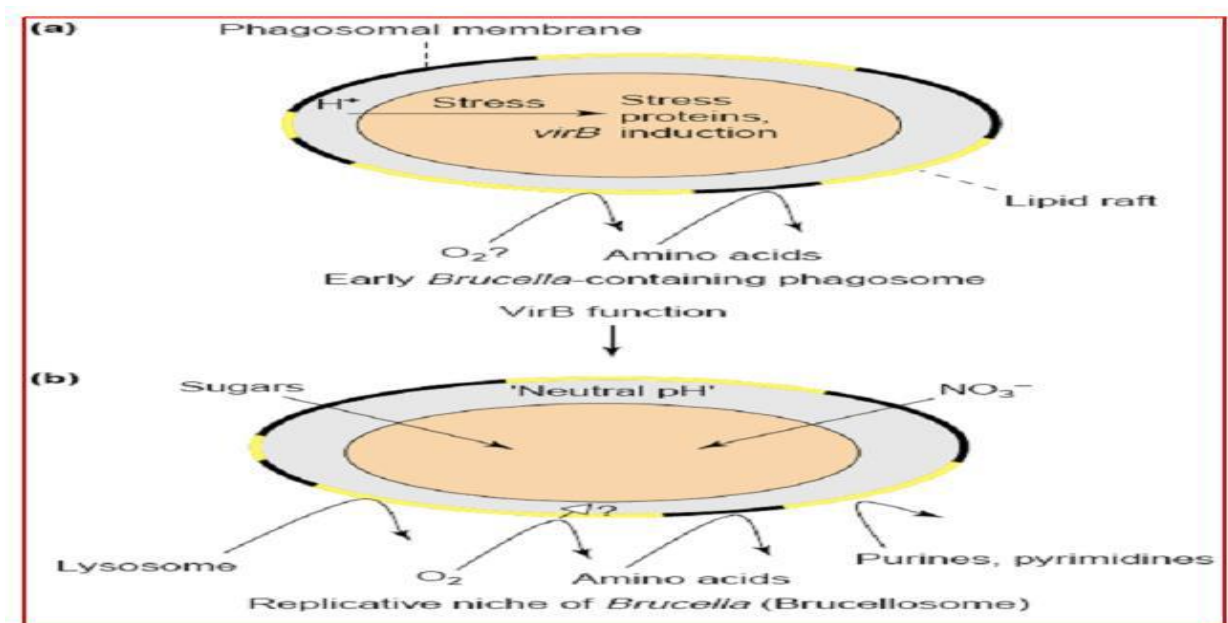 (a)
Phagosomal membrane
H+ Stress Stress
proteins,
virB induction
Lipid raft
O2? Amino acids
Early Brucella-containing phagosome
VirB function
(b)
Sugars 'Neutral pH' NO3−
?
Lysosome O2 Amino acids Purines, pyrimidines
Replicative niche of Brucella (Brucellosome)